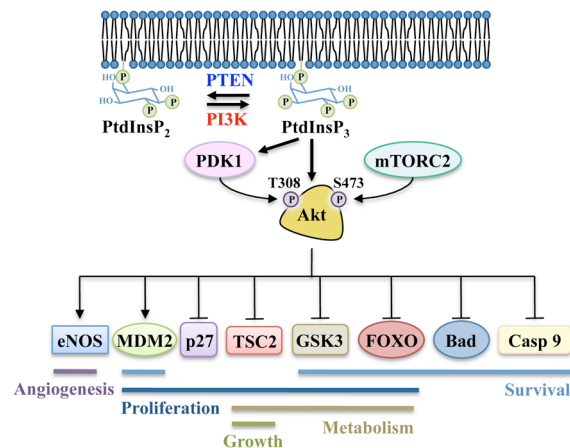 HO P OH HO P
HO P OH P P
PTEN
PI3K
PtdInsP2 PtdInsP3
PDK1 mTORC2
T308 S473
P P
Akt
eNOS MDM2 p27 TSC2 GSK3 FOXO Bad Casp 9
Angiogenesis Survival
Proliferation Metabolism
Growth